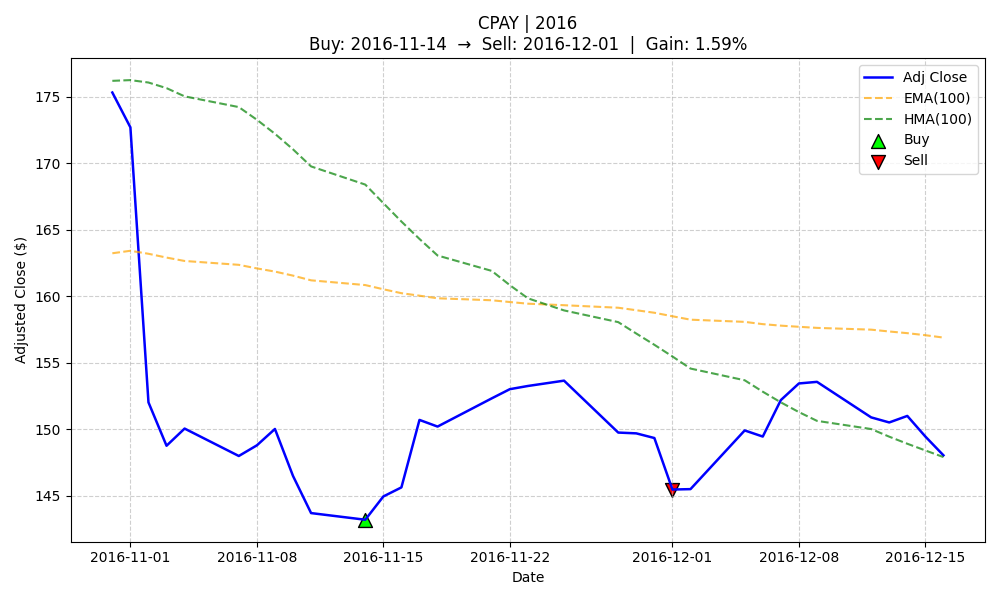 CPAY | 2016
Buy: 2016-11-14 → Sell: 2016-12-01 | Gain: 1.59%
Adj Close
EMA(100)
HMA(100)
Buy
Sell
Adjusted Close ($)
175
170
165
160
155
150
145
2016-11-01
2016-11-08
2016-11-15
2016-11-22
2016-12-01
2016-12-08
2016-12-15
Date